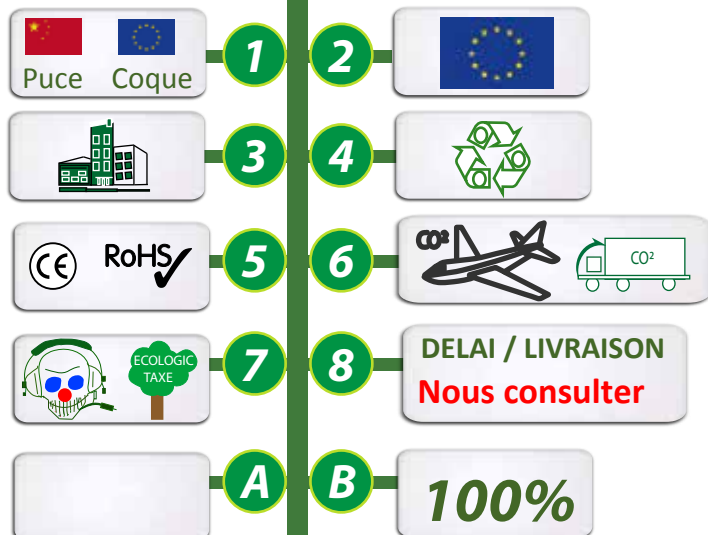 Puce Coque
1 2
3 4
CE RoHS
5 6
CO²
CO²
ECOLOGIC
TAXE
7 8
DELAI / LIVRAISON
Nous consulter
A B
100%